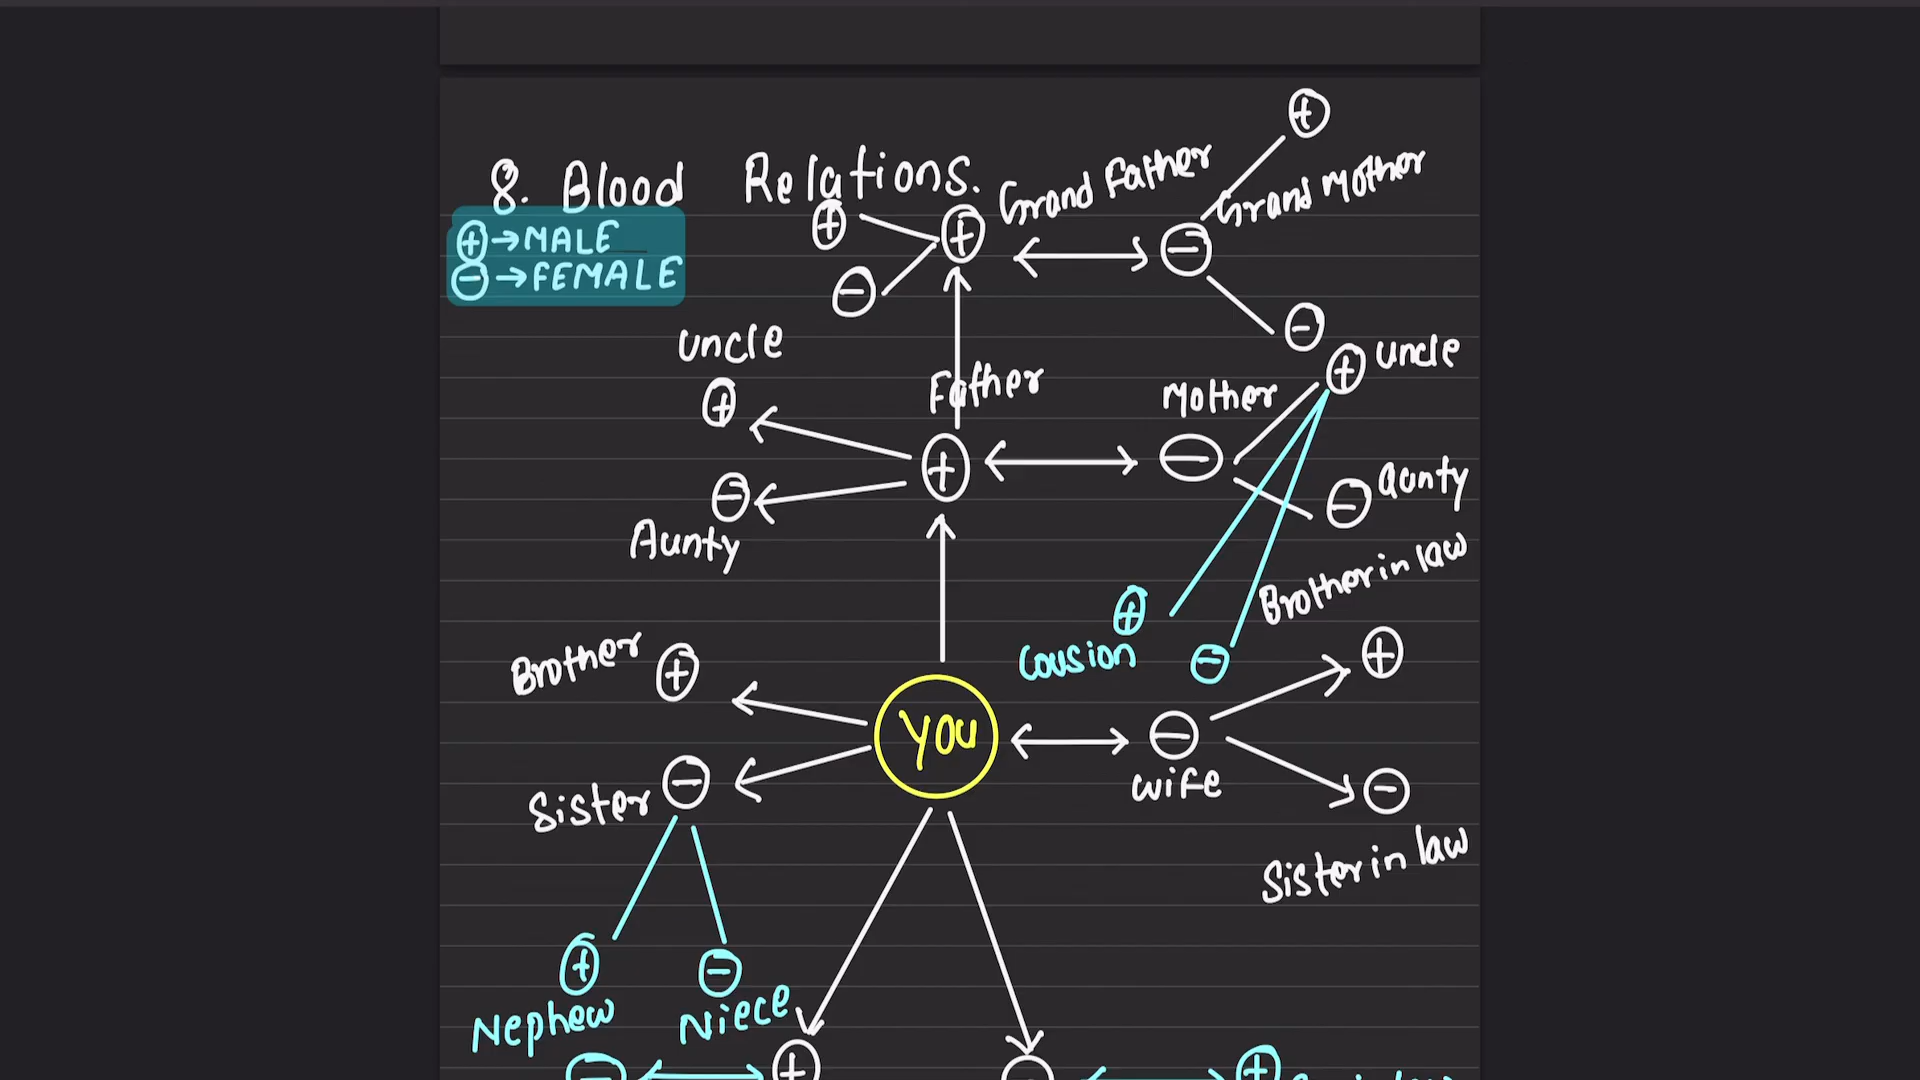 8. Blood Relations.
⊕→MALE
⊖→FEMALE
Grand Father
Grand Mother
uncle
Father
Mother
uncle
Aunty
aunty
Brother in law
Brother
Cousion
YOU
wife
Sister
Sister in law
Nephew
Niece